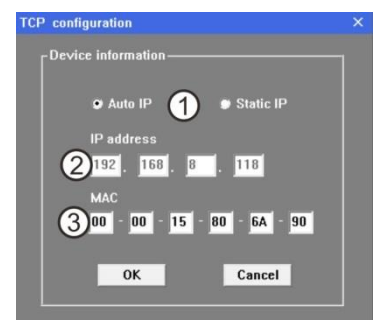 TCP configuration ×
Device information
Auto IP 1 Static IP
IP address
2 192 . 168 . 8 . 118
MAC
3 00 - 00 - 15 - 80 - 6A - 90
OK Cancel